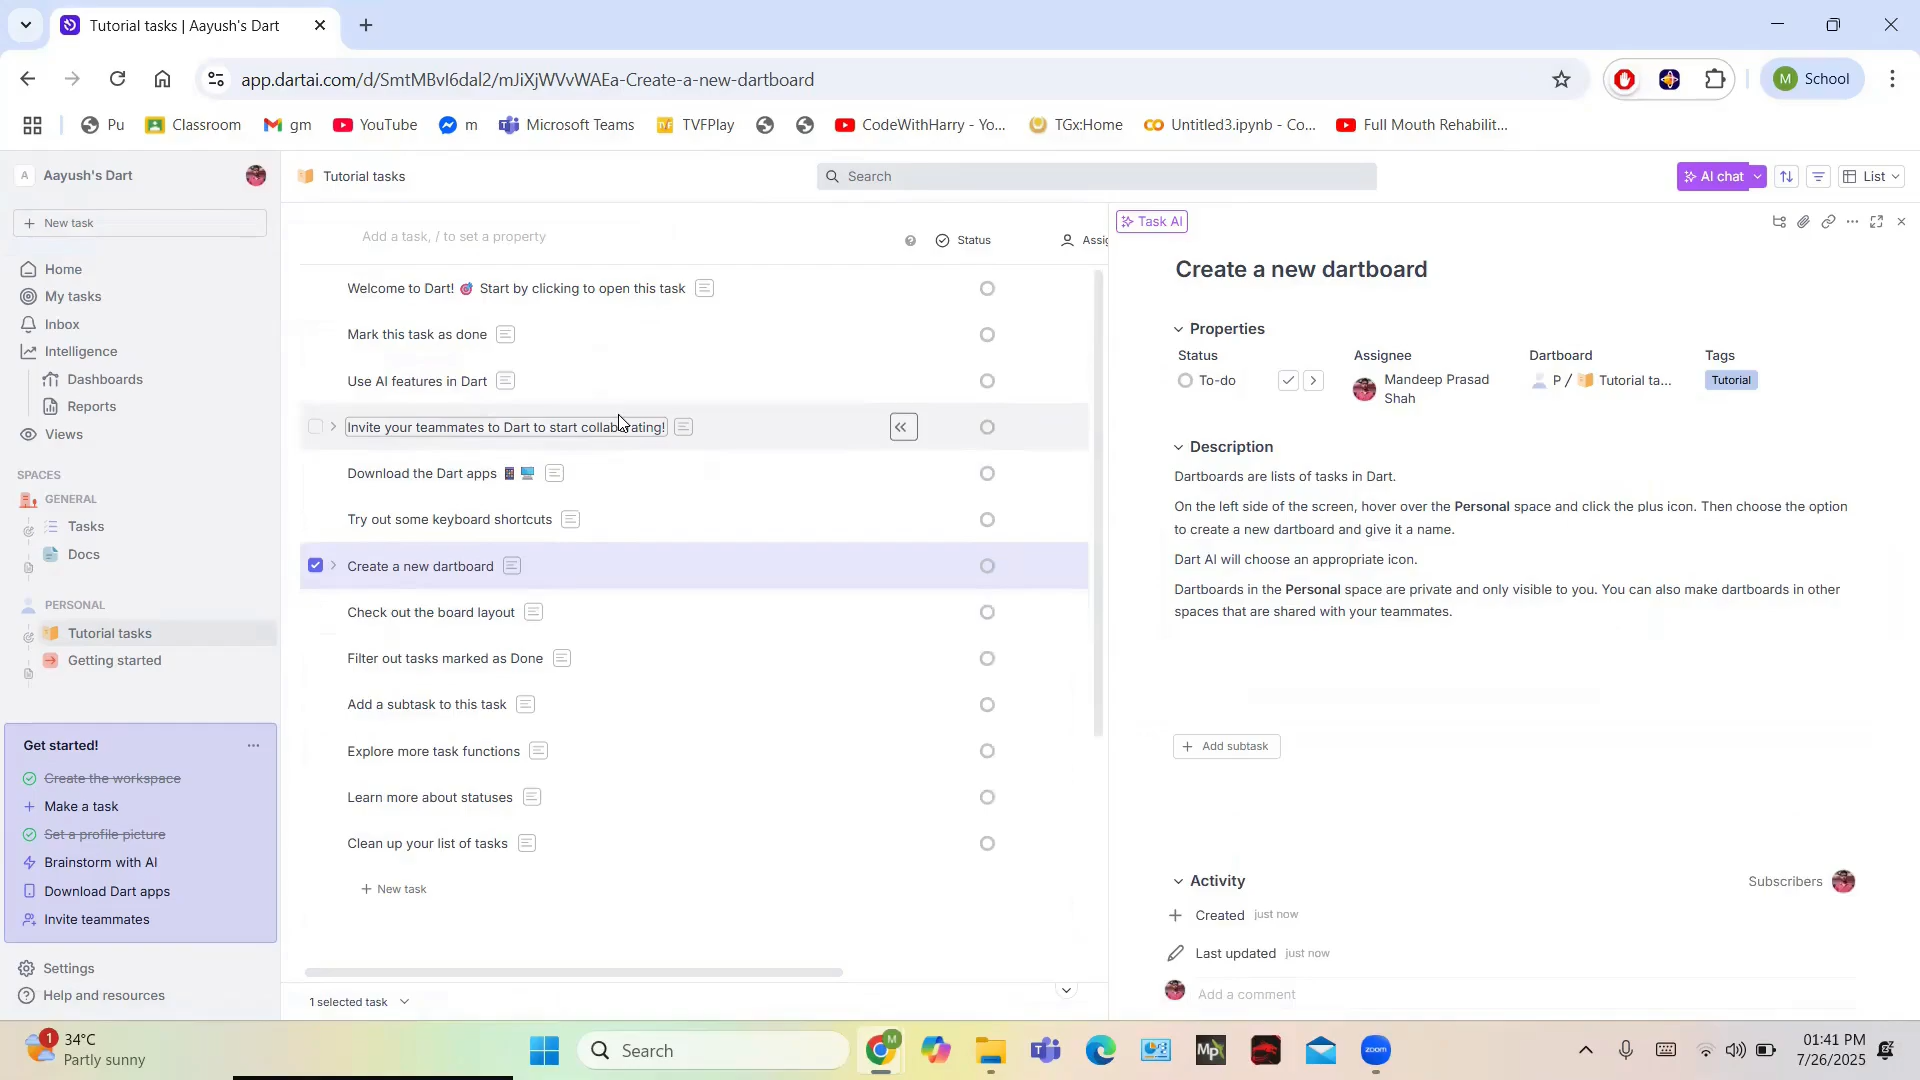 Tutorial tasks | Aayush's Dart
app.dartai.com/d/SmtMBvI6dal2/mJiXjWVvWAEa-Create-a-new-dartboard
M School
Pu
Classroom
gm
YouTube
m
Microsoft Teams
TVFPlay
CodeWithHarry - Yo...
TGx:Home
Untitled3.ipynb - Co...
Full Mouth Rehabilit...
A Aayush's Dart
Tutorial tasks
Search
AI chat
List
New task
Home
My tasks
Inbox
Intelligence
Dashboards
Reports
Views
SPACES
GENERAL
Tasks
Docs
PERSONAL
Tutorial tasks
Getting started
Get started!
Create the workspace
Make a task
Set a profile picture
Brainstorm with AI
Download Dart apps
Invite teammates
Settings
Help and resources
Add a task, / to set a property
Status
Assig
Welcome to Dart! 🎯 Start by clicking to open this task
Mark this task as done
Use AI features in Dart
Invite your teammates to Dart to start collaborating!
Download the Dart apps 📱 💻
Try out some keyboard shortcuts
Create a new dartboard
Check out the board layout
Filter out tasks marked as Done
Add a subtask to this task
Explore more task functions
Learn more about statuses
Clean up your list of tasks
New task
1 selected task
Task AI
Create a new dartboard
Properties
Status
Assignee
Dartboard
Tags
To-do
Mandeep Prasad
Shah
P / Tutorial ta...
Tutorial
Description
Dartboards are lists of tasks in Dart.
On the left side of the screen, hover over the Personal space and click the plus icon. Then choose the option
to create a new dartboard and give it a name.
Dart AI will choose an appropriate icon.
Dartboards in the Personal space are private and only visible to you. You can also make dartboards in other
spaces that are shared with your teammates.
Add subtask
Activity
Subscribers
Created just now
Last updated just now
Add a comment
1
34°C
Partly sunny
Search
M
zoom
01:41 PM
7/26/2025